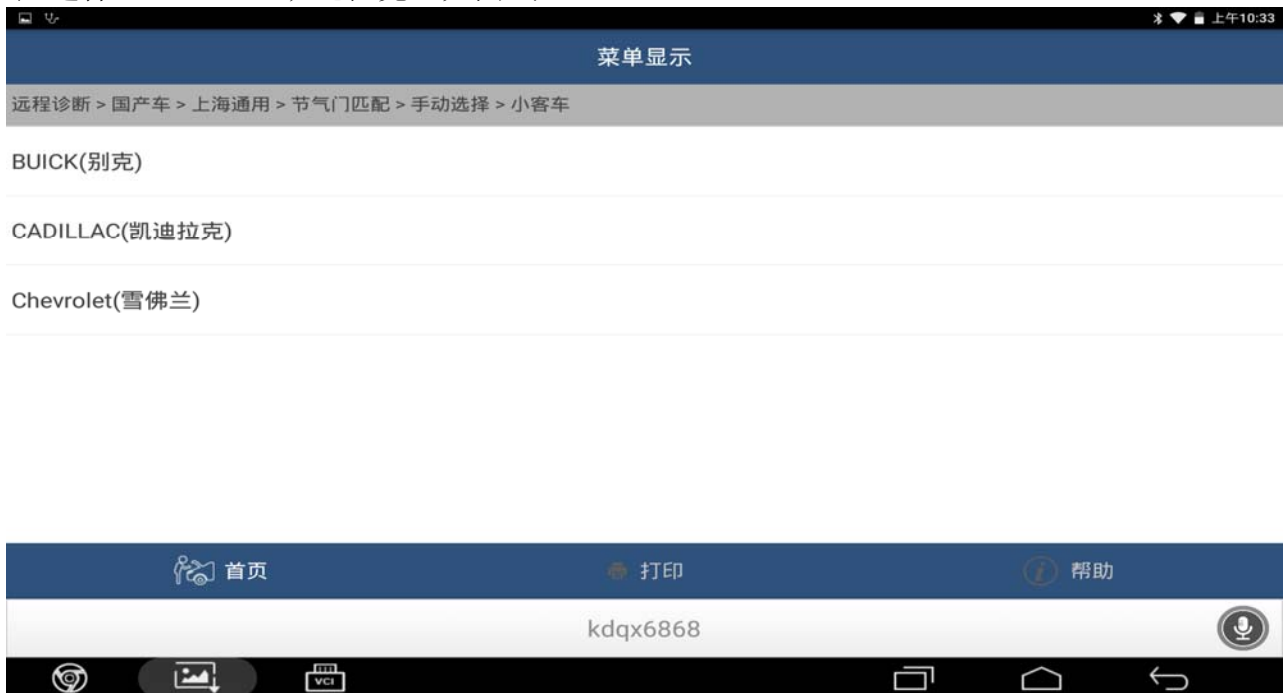 上午10:33
菜单显示
远程诊断 > 国产车 > 上海通用 > 节气门匹配 > 手动选择 > 小客车
BUICK(别克)
CADILLAC(凯迪拉克)
Chevrolet(雪佛兰)
首页 打印 帮助
kdqx6868
VCI